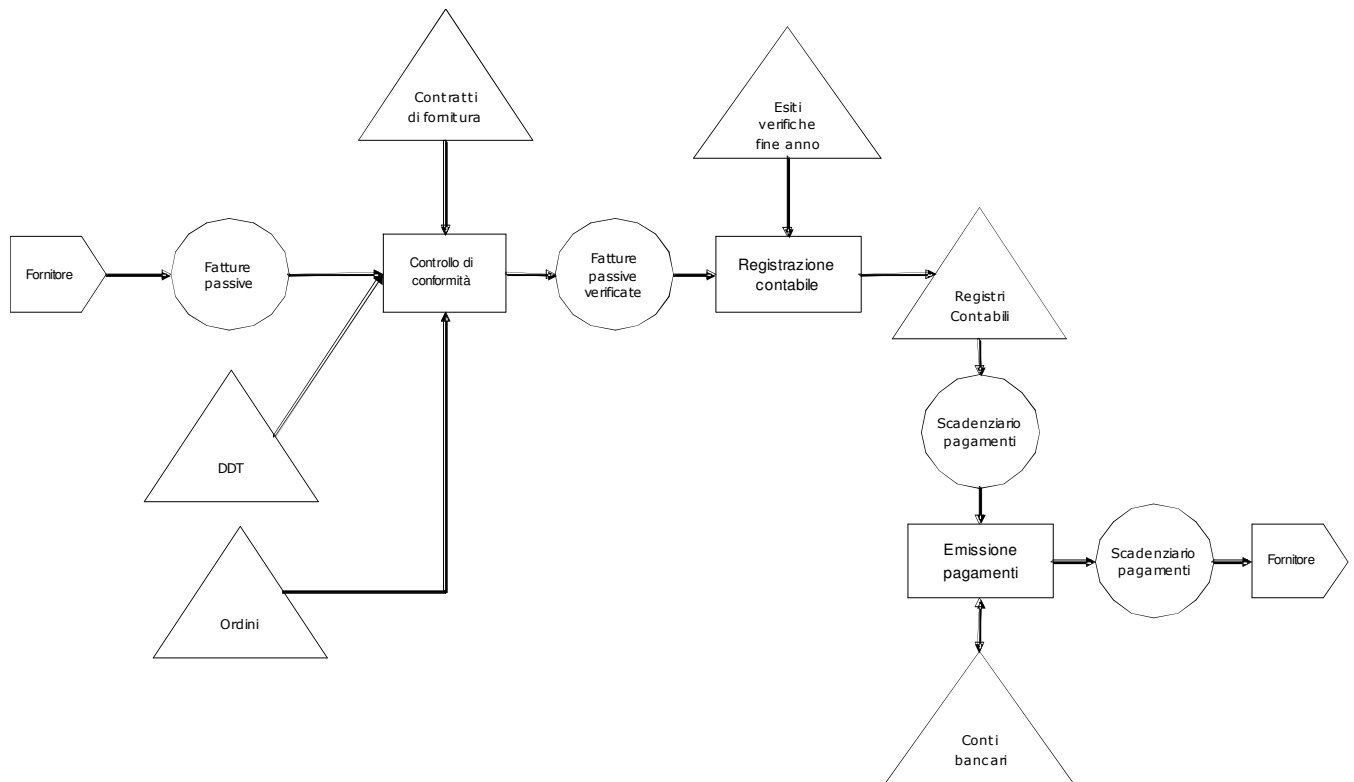 Contratti
di fornitura
Esiti
verifiche
fine anno
Fornitore
Fatture
passive
Controllo di
conformità
Fatture
passive
verificate
Registrazione
contabile
Registri
Contabili
Scadenziario
pagamenti
DDT
Ordini
Emissione
pagamenti
Scadenziario
pagamenti
Fornitore
Conti
bancari